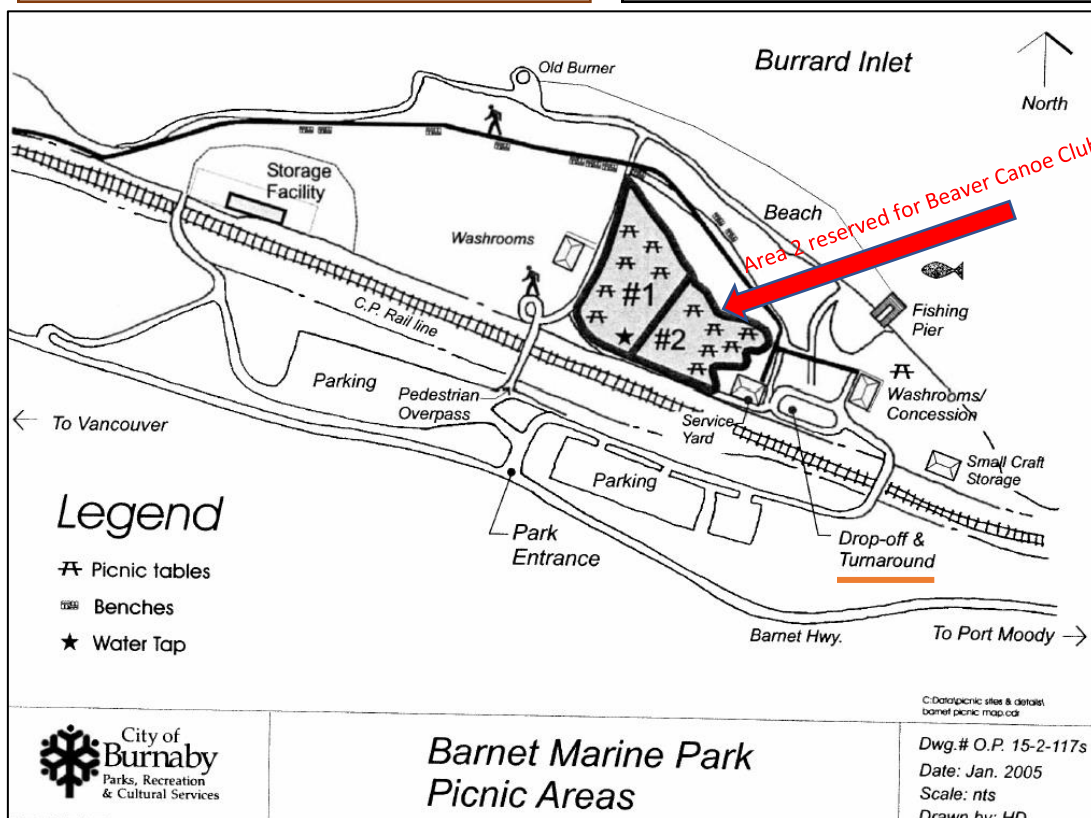 Old Burner
Burrard Inlet
North
Storage
Facility
Washrooms
Beach
Area 2 reserved for Beaver Canoe Club
#1
#2
Fishing
Pier
C.P. Rail line
Parking
Pedestrian
Overpass
Service
Yard
Washrooms/
Concession
To Vancouver
Parking
Small Craft
Storage
Legend
Park
Entrance
Drop-off &
Turnaround
Picnic tables
Benches
Water Tap
Barnet Hwy.
To Port Moody
C:Data\picnic sites & details\
barnet picnic map.cdr
City of
Burnaby
Parks, Recreation
& Cultural Services
Barnet Marine Park
Picnic Areas
Dwg.# O.P. 15-2-117s
Date: Jan. 2005
Scale: nts
Drawn by: HD